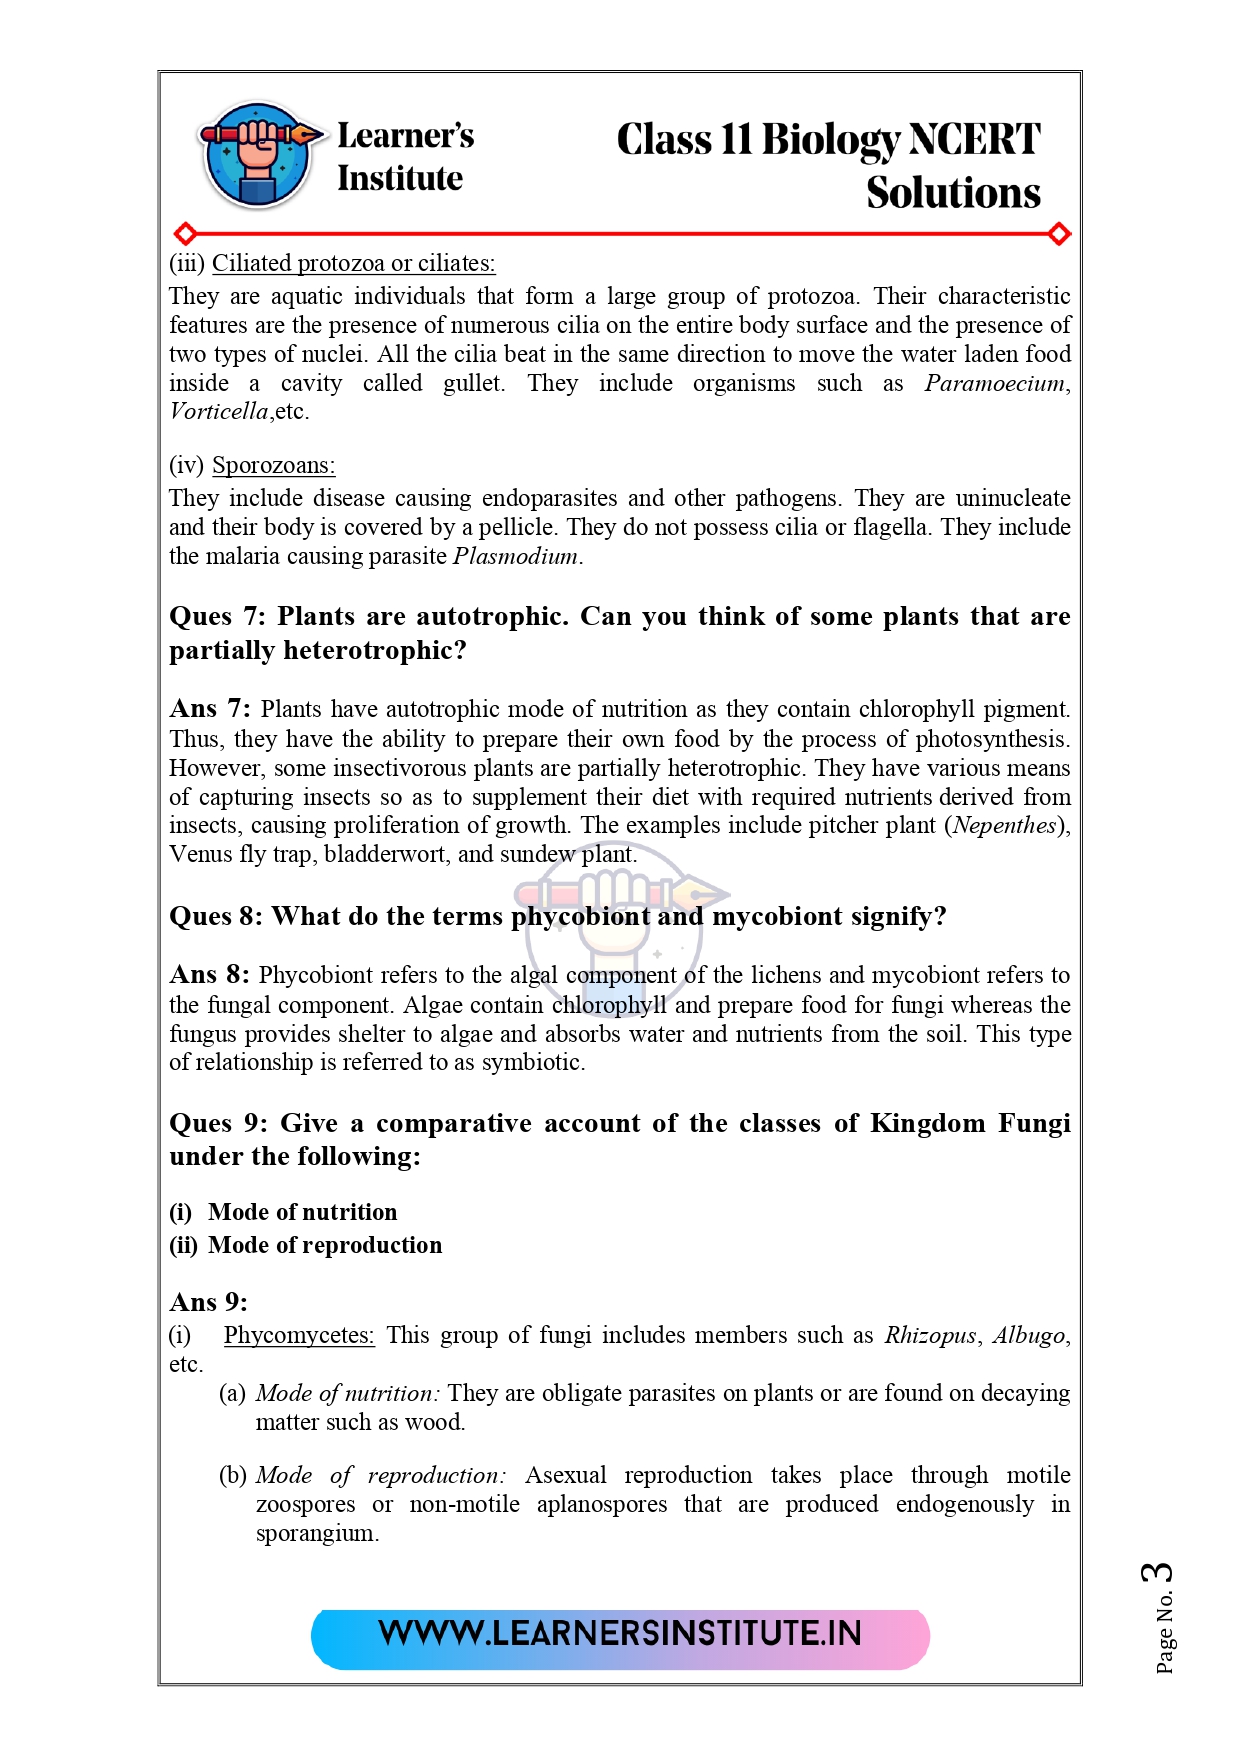 Learner's
Institute
Class 11 Biology NCERT
Solutions
(iii) Ciliated protozoa or ciliates:
They are aquatic individuals that form a large group of protozoa. Their characteristic
features are the presence of numerous cilia on the entire body surface and the presence of
two types of nuclei. All the cilia beat in the same direction to move the water laden food
inside a cavity called gullet. They include organisms such as Paramoecium,
Vorticella,etc.
(iv) Sporozoans:
They include disease causing endoparasites and other pathogens. They are uninucleate
and their body is covered by a pellicle. They do not possess cilia or flagella. They include
the malaria causing parasite Plasmodium.
Ques 7: Plants are autotrophic. Can you think of some plants that are
partially heterotrophic?
Ans 7: Plants have autotrophic mode of nutrition as they contain chlorophyll pigment.
Thus, they have the ability to prepare their own food by the process of photosynthesis.
However, some insectivorous plants are partially heterotrophic. They have various means
of capturing insects so as to supplement their diet with required nutrients derived from
insects, causing proliferation of growth. The examples include pitcher plant (Nepenthes),
Venus fly trap, bladderwort, and sundew plant.
Ques 8: What do the terms phycobiont and mycobiont signify?
Ans 8: Phycobiont refers to the algal component of the lichens and mycobiont refers to
the fungal component. Algae contain chlorophyll and prepare food for fungi whereas the
fungus provides shelter to algae and absorbs water and nutrients from the soil. This type
of relationship is referred to as symbiotic.
Ques 9: Give a comparative account of the classes of Kingdom Fungi
under the following:
(i) Mode of nutrition
(ii) Mode of reproduction
Ans 9:
(i) Phycomycetes: This group of fungi includes members such as Rhizopus, Albugo,
etc.
(a) Mode of nutrition: They are obligate parasites on plants or are found on decaying
matter such as wood.
(b) Mode of reproduction: Asexual reproduction takes place through motile
zoospores or non-motile aplanospores that are produced endogenously in
sporangium.
WWW.LEARNERSINSTITUTE.IN
Page No. 3